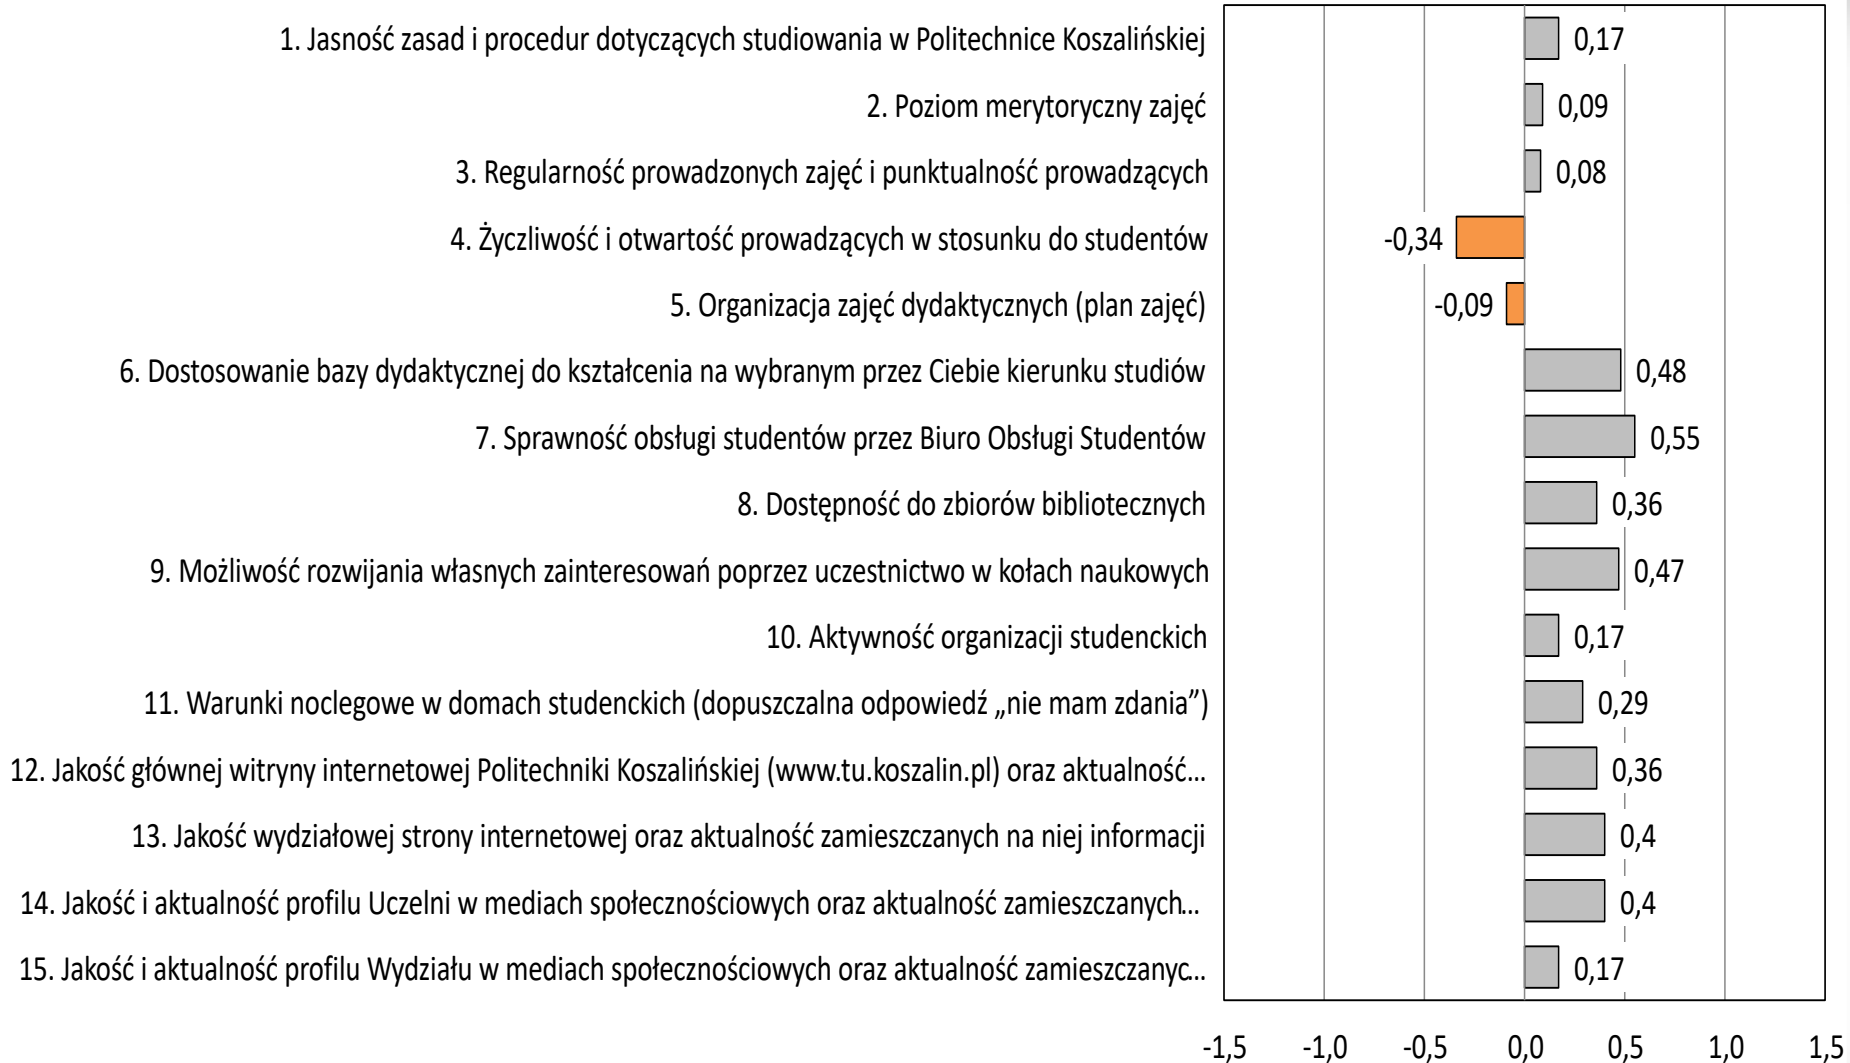 1. Jasność zasad i procedur dotyczących studiowania w Politechnice Koszalińskiej 0,17
2. Poziom merytoryczny zajęć 0,09
3. Regularność prowadzonych zajęć i punktualność prowadzących 0,08
4. Życzliwość i otwartość prowadzących w stosunku do studentów -0,34
5. Organizacja zajęć dydaktycznych (plan zajęć) -0,09
6. Dostosowanie bazy dydaktycznej do kształcenia na wybranym przez Ciebie kierunku studiów 0,48
7. Sprawność obsługi studentów przez Biuro Obsługi Studentów 0,55
8. Dostępność do zbiorów bibliotecznych 0,36
9. Możliwość rozwijania własnych zainteresowań poprzez uczestnictwo w kołach naukowych 0,47
10. Aktywność organizacji studenckich 0,17
11. Warunki noclegowe w domach studenckich (dopuszczalna odpowiedź „nie mam zdania”) 0,29
12. Jakość głównej witryny internetowej Politechniki Koszalińskiej (www.tu.koszalin.pl) oraz aktualność... 0,36
13. Jakość wydziałowej strony internetowej oraz aktualność zamieszczanych na niej informacji 0,4
14. Jakość i aktualność profilu Uczelni w mediach społecznościowych oraz aktualność zamieszczanych... 0,4
15. Jakość i aktualność profilu Wydziału w mediach społecznościowych oraz aktualność zamieszczanyc... 0,17
-1,5 -1,0 -0,5 0,0 0,5 1,0 1,5